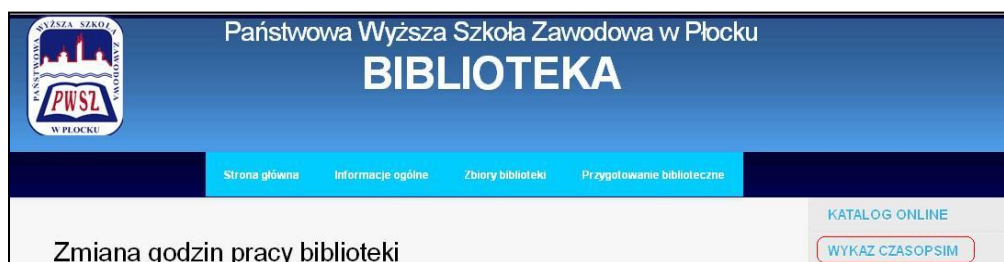 Państwowa Wyższa Szkoła Zawodowa w Płocku
BIBLIOTEKA
PAŃSTWOWA WYŻSZA SZKOŁA ZAWODOWA
PWSZ
W PŁOCKU
Strona główna Informacje ogólne Zbiory biblioteki Przygotowanie biblioteczne
KATALOG ONLINE
Zmiana godzin pracy biblioteki
WYKAZ CZASOPSIM